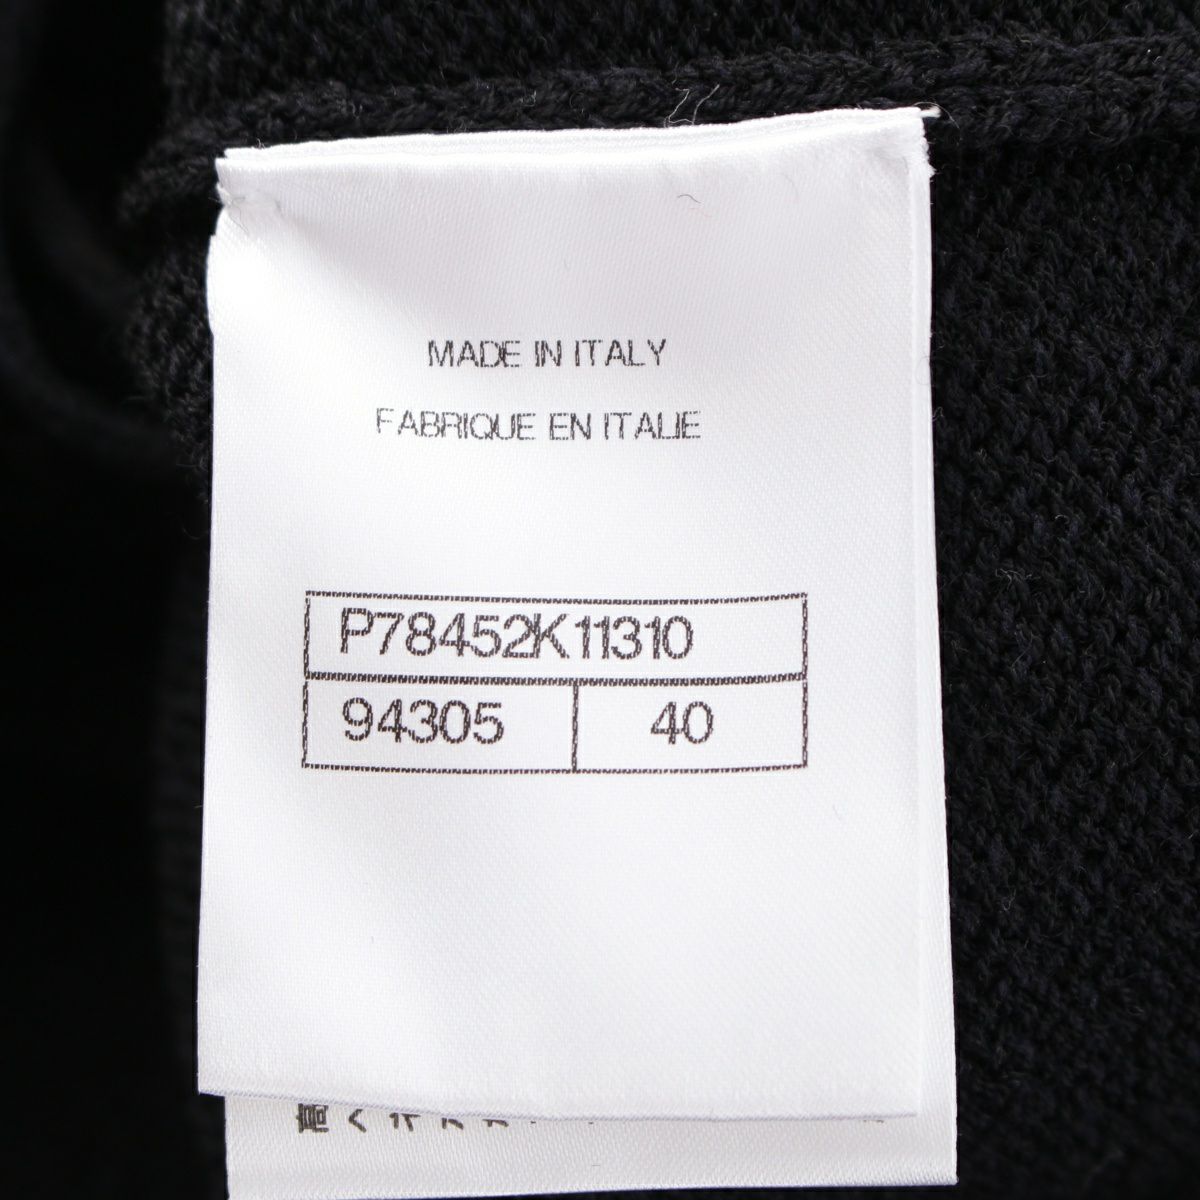 MADE IN ITALY
FABRIQUE EN ITALIE
P78452K11310
94305 40